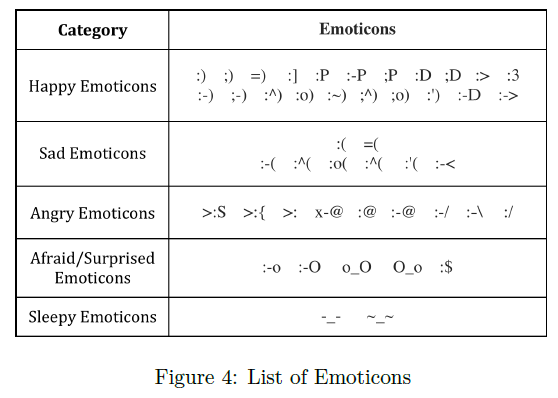 Category Emoticons
Happy Emoticons
:) ;) =) :] :P :-P ;P :D ;D :> :3
:-) ;-) :^) :o) :~) ;^) ;o) :') :-D :->
Sad Emoticons
:( =(
:-( :^( :o( :^( :'( :-<
Angry Emoticons >:S >:{ >: x-@ :@ :-@ :-/ :-\ :/
Afraid/Surprised
Emoticons
:-o :-O o_O O_o :$
Sleepy Emoticons -_- ~_~
Figure 4: List of Emoticons